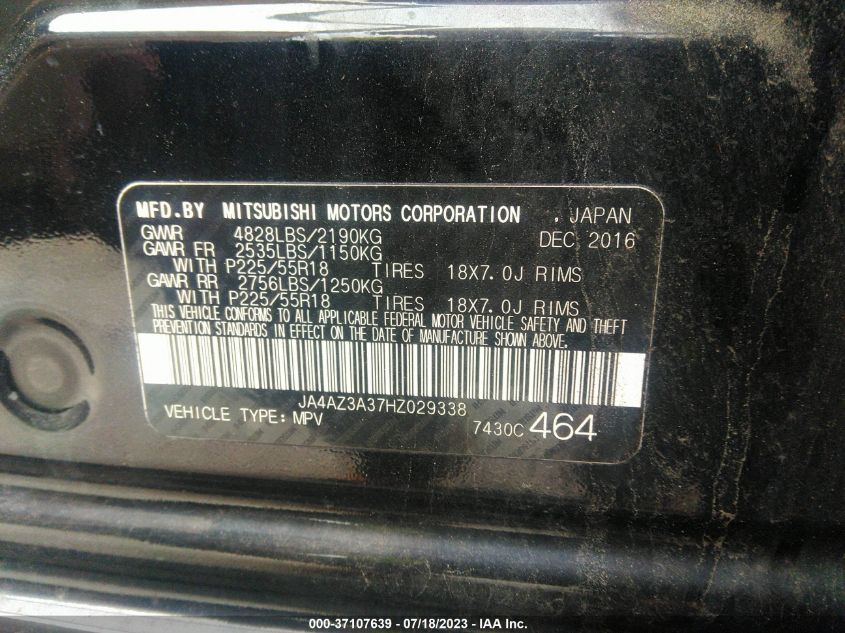 MFD.BY MITSUBISHI MOTORS CORPORATION . JAPAN
GVWR 4828LBS/2190KG DEC 2016
GAWR FR 2535LBS/1150KG
WITH P225/55R18 TIRES 18X7.0J RIMS
GAWR RR 2756LBS/1250KG
WITH P225/55R18 TIRES 18X7.0J RIMS
THIS VEHICLE CONFORMS TO ALL APPLICABLE FEDERAL MOTOR VEHICLE SAFETY AND THEFT
PREVENTION STANDARDS IN EFFECT ON THE DATE OF MANUFACTURE SHOWN ABOVE.
JA4AZ3A37HZ029338
VEHICLE TYPE: MPV 7430C 464
000-37107639 - 07/18/2023 - IAA Inc.